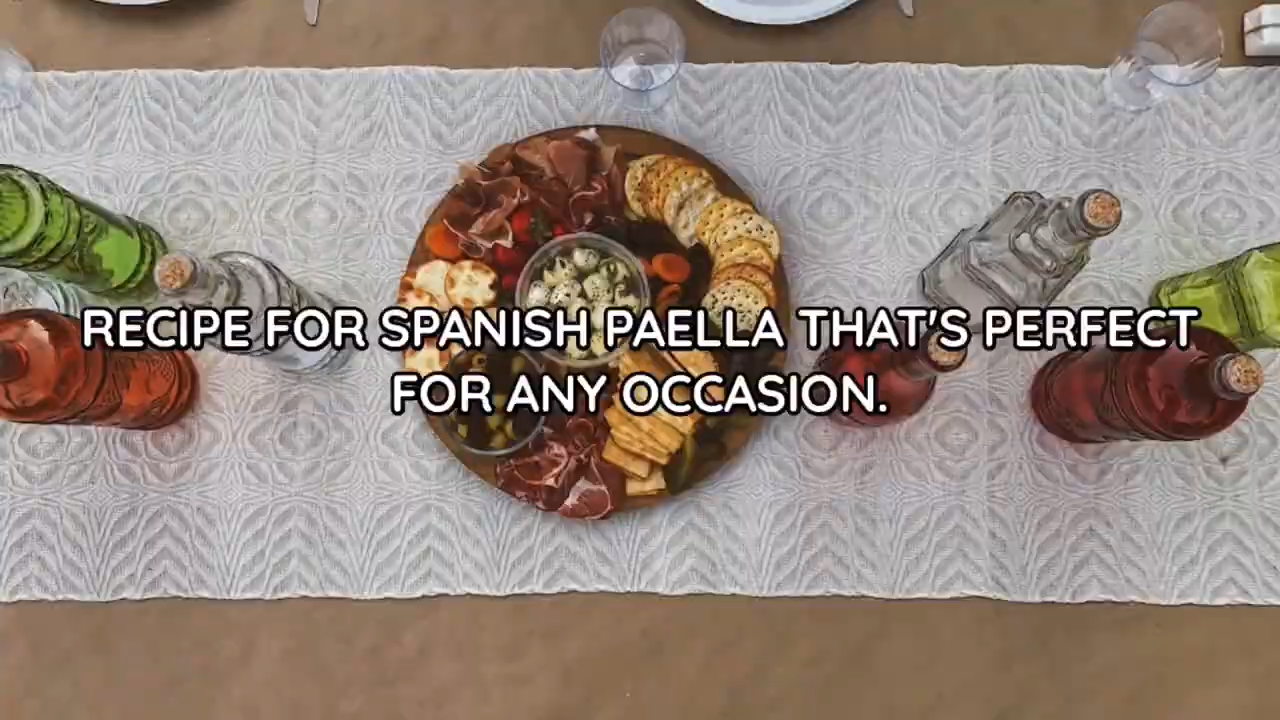 RECIPE FOR SPANISH PAELLA THAT'S PERFECT
FOR ANY OCCASION.